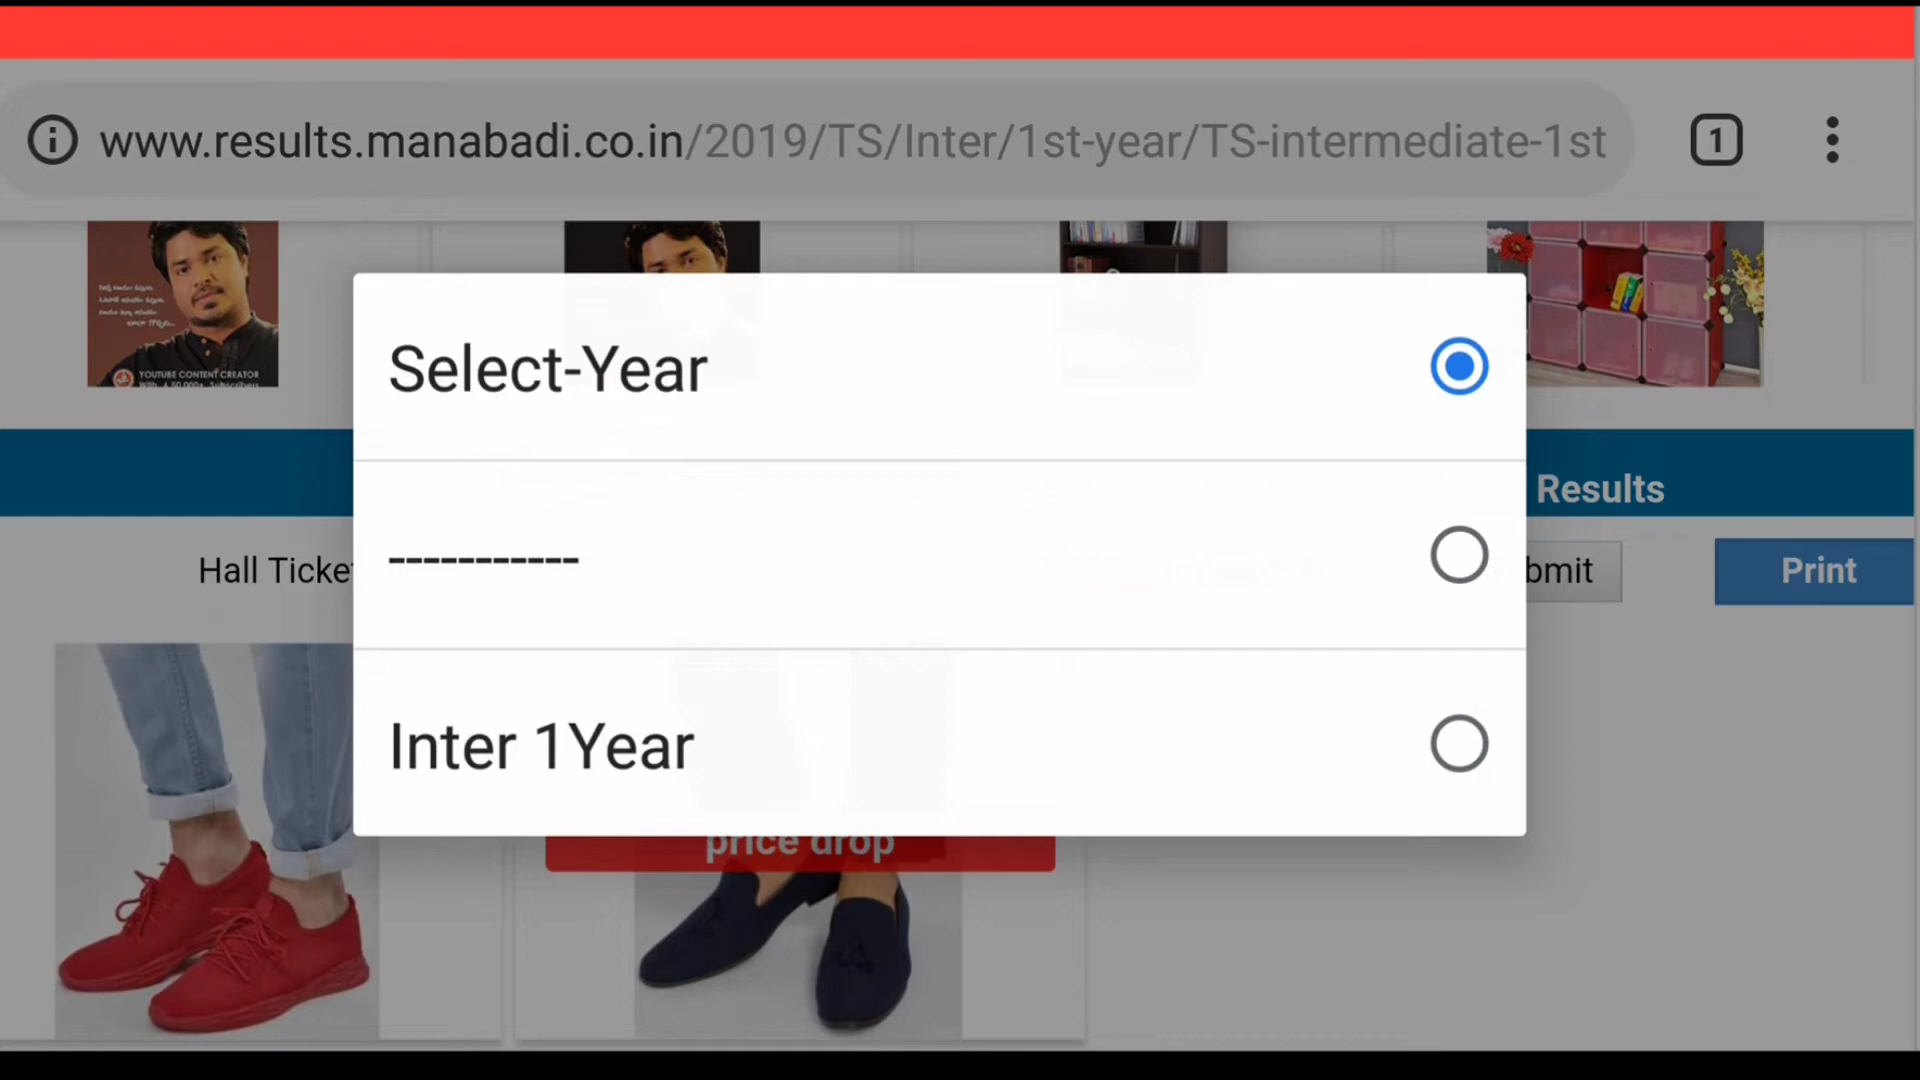 www.results.manabadi.co.in/2019/TS/Inter/1st-year/TS-intermediate-1st
1
YOUTUBE CONTENT CREATOR
Select-Year
-----------
Inter 1Year
Results
Hall Ticke
bmit
Print
price drop